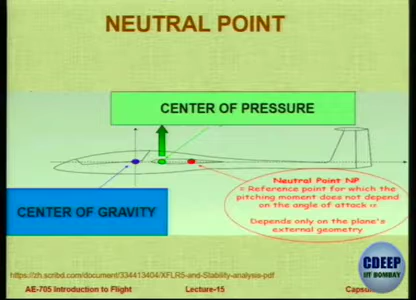 NEUTRAL POINT
CENTER OF PRESSURE
Neutral Point NP
= Reference point for which the
pitching moment does not depend
on the angle of attack α
Depends only on the plane's
external geometry
CENTER OF GRAVITY
CDEEP
IIT BOMBAY
https://zh.scribd.com/document/334413404/XFLR5-and-Stability-analysis-pdf
AE-705 Introduction to Flight
Lecture-15